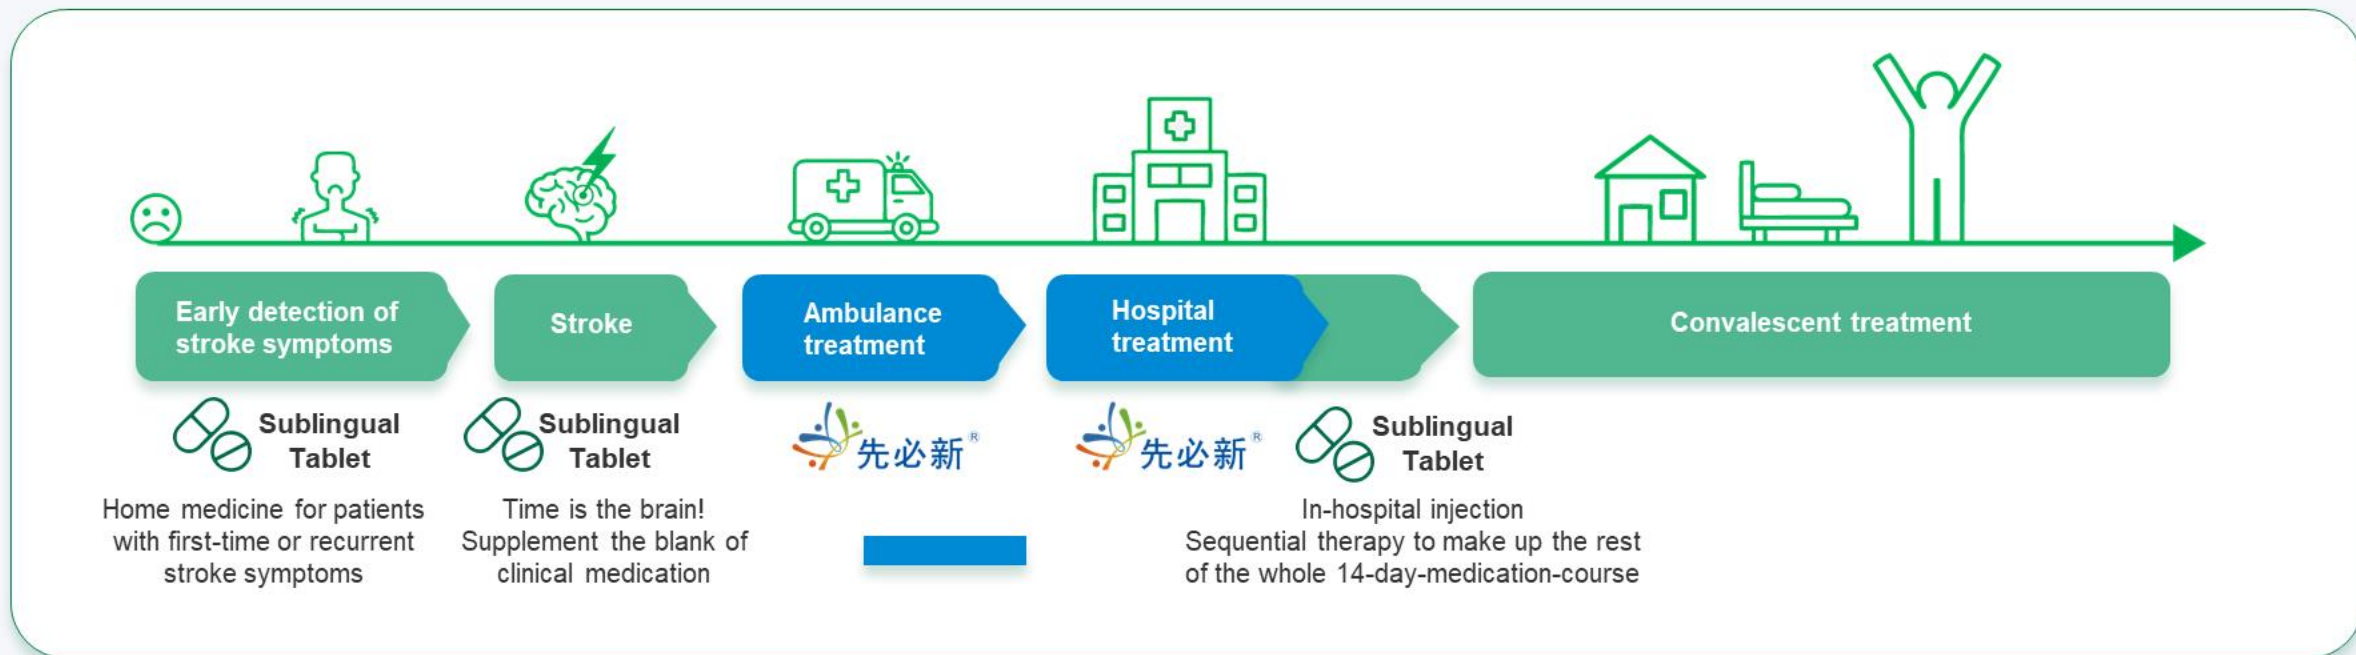 Early detection of
stroke symptoms
Stroke
Ambulance
treatment
Hospital
treatment
Convalescent treatment
Sublingual
Tablet
Home medicine for patients
with first-time or recurrent
stroke symptoms
Sublingual
Tablet
Time is the brain!
Supplement the blank of
clinical medication
先必新®
先必新®
Sublingual
Tablet
In-hospital injection
Sequential therapy to make up the rest
of the whole 14-day-medication-course